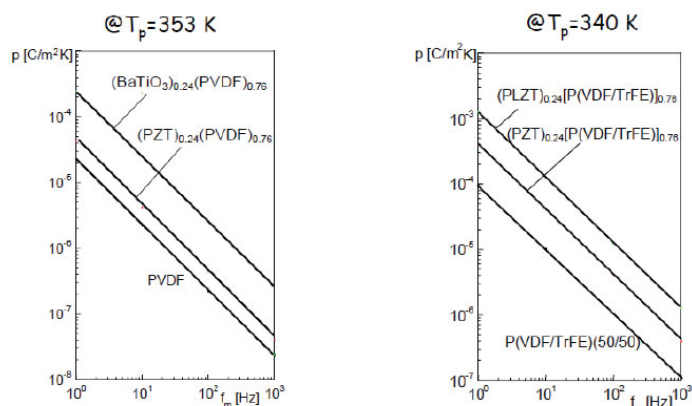 @Tp=353 K
p [C/m²K]
(BaTiO₃)₀.₂₄(PVDF)₀.₇₆
(PZT)₀.₂₄(PVDF)₀.₇₆
PVDF
10⁻⁴
10⁻⁵
10⁻⁶
10⁻⁷
10⁻⁸
10⁰ 10¹ 10² 10³
fm [Hz]
@Tp=340 K
p [C/m²K]
(PLZT)₀.₂₄[P(VDF/TrFE)]₀.₇₆
(PZT)₀.₂₄[P(VDF/TrFE)]₀.₇₆
P(VDF/TrFE)(50/50)
10⁻³
10⁻⁴
10⁻⁵
10⁻⁶
10⁻⁷
10⁰ 10¹ 10² 10³
f [Hz]